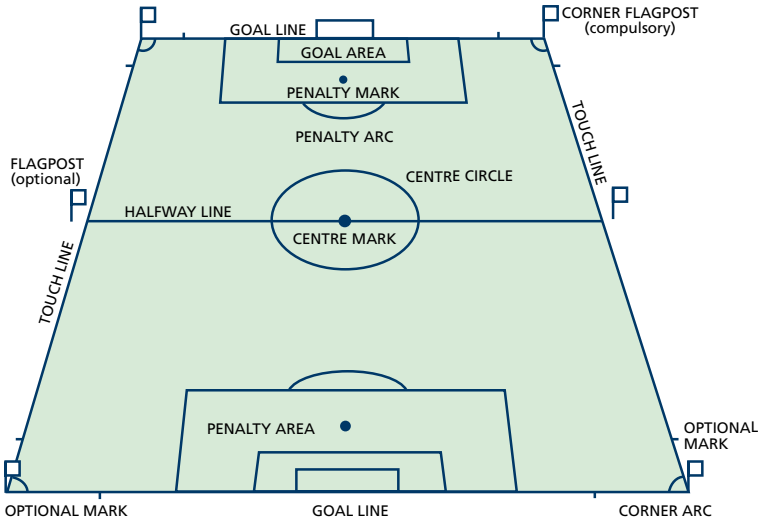 GOAL LINE
CORNER FLAGPOST
(compulsory)
GOAL AREA
PENALTY MARK
PENALTY ARC
TOUCH LINE
FLAGPOST
(optional)
CENTRE CIRCLE
HALFWAY LINE
CENTRE MARK
TOUCH LINE
PENALTY AREA
OPTIONAL
MARK
OPTIONAL MARK
GOAL LINE
CORNER ARC